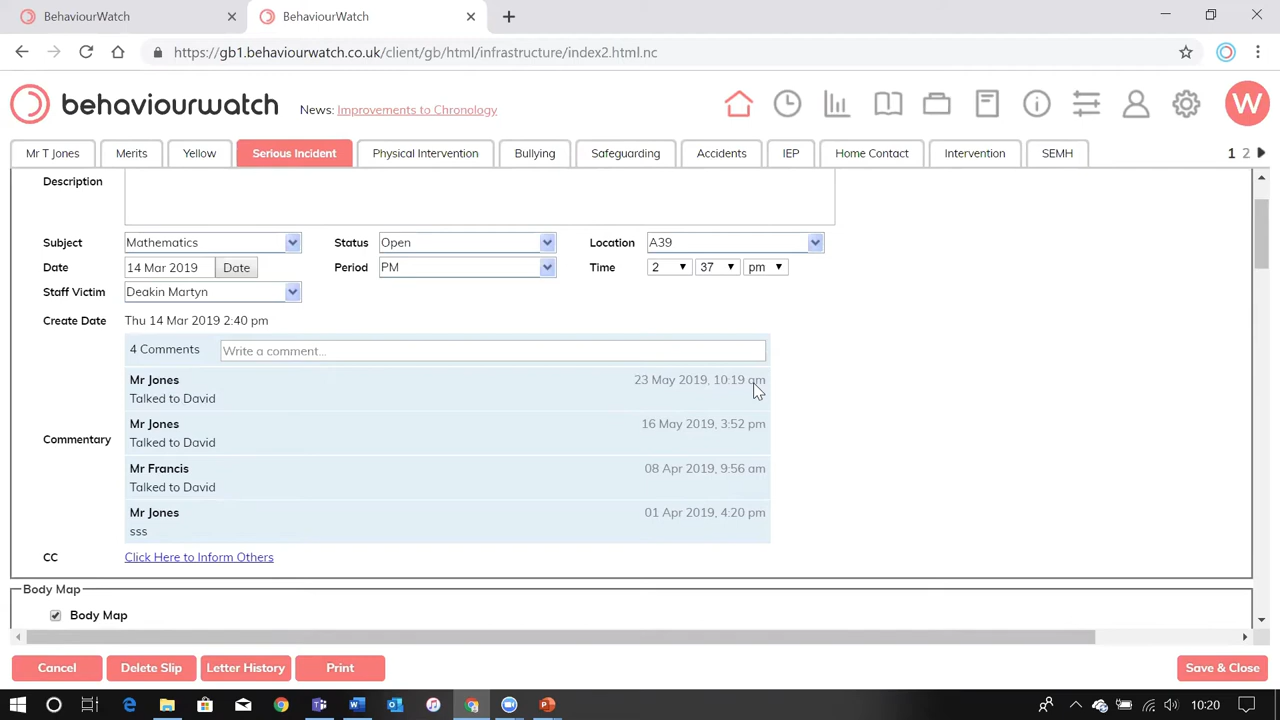 BehaviourWatch
BehaviourWatch
https://gb1.behaviourwatch.co.uk/client/gb/html/infrastructure/index2.html.nc
behaviourwatch
News: Improvements to Chronology
W
Mr T Jones Merits Yellow Serious Incident Physical Intervention Bullying Safeguarding Accidents IEP Home Contact Intervention SEMH 1 2
Description
Subject Mathematics Status Open Location A39
Date 14 Mar 2019 Date Period PM Time 2 37 pm
Staff Victim Deakin Martyn
Create Date Thu 14 Mar 2019 2:40 pm
4 Comments Write a comment...
Mr Jones 23 May 2019, 10:19 am
Talked to David
Mr Jones 16 May 2019, 3:52 pm
Commentary
Talked to David
Mr Francis 08 Apr 2019, 9:56 am
Talked to David
Mr Jones 01 Apr 2019, 4:20 pm
sss
CC Click Here to Inform Others
Body Map
Body Map
Cancel Delete Slip Letter History Print Save & Close
10:20